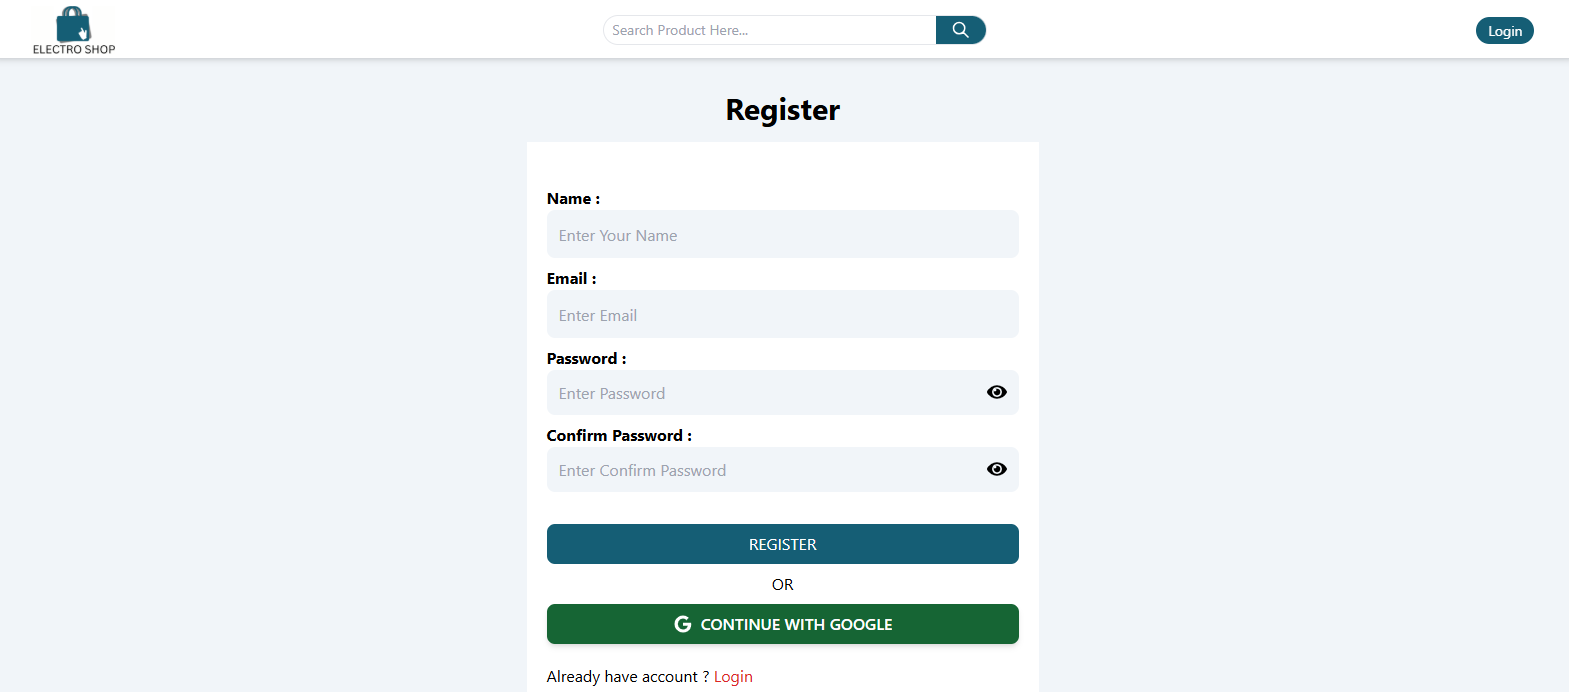 ELECTRO SHOP
Search Product Here...
Login
Register
Name :
Enter Your Name
Email :
Enter Email
Password :
Enter Password
Confirm Password :
Enter Confirm Password
REGISTER
OR
G CONTINUE WITH GOOGLE
Already have account ? Login